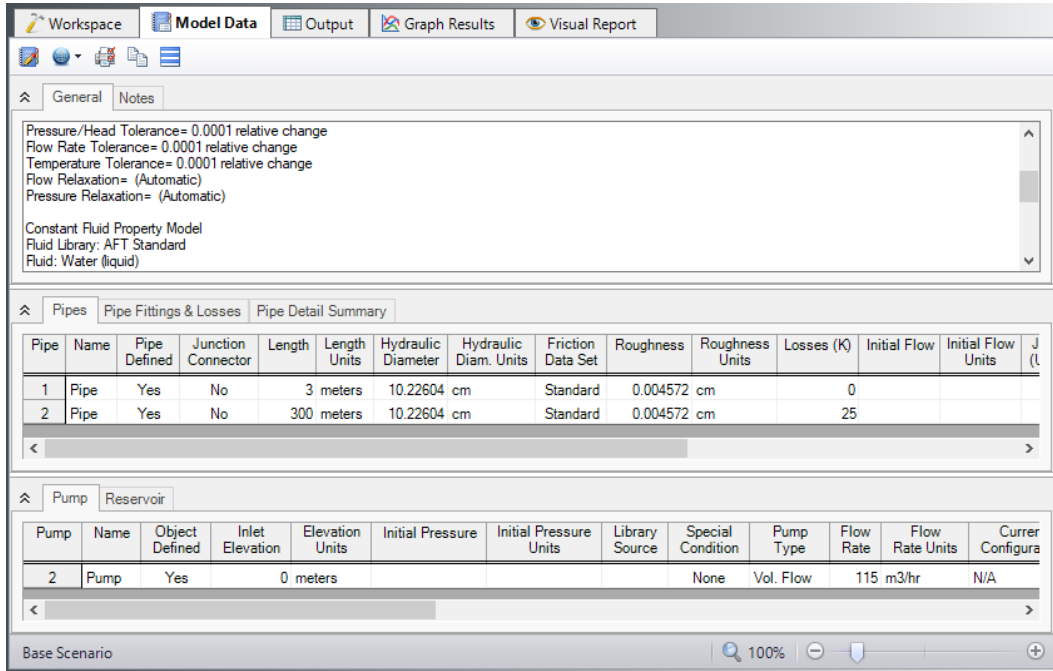 Workspace Model Data Output Graph Results Visual Report
General Notes
Pressure/Head Tolerance= 0.0001 relative change
Flow Rate Tolerance= 0.0001 relative change
Temperature Tolerance= 0.0001 relative change
Flow Relaxation= (Automatic)
Pressure Relaxation= (Automatic)
Constant Fluid Property Model
Fluid Library: AFT Standard
Fluid: Water (liquid)
Pipes Pipe Fittings & Losses Pipe Detail Summary
Pipe Name Pipe Defined Junction Connector Length Length Units Hydraulic Diameter Hydraulic Diam. Units Friction Data Set Roughness Roughness Units Losses (K) Initial Flow Initial Flow Units J (U
1 Pipe Yes No 3 meters 10.22604 cm Standard 0.004572 cm 0
2 Pipe Yes No 300 meters 10.22604 cm Standard 0.004572 cm 25
Pump Reservoir
Pump Name Object Defined Inlet Elevation Elevation Units Initial Pressure Initial Pressure Units Library Source Special Condition Pump Type Flow Rate Flow Rate Units Curren Configura
2 Pump Yes 0 meters None Vol. Flow 115 m3/hr N/A
Base Scenario 100%